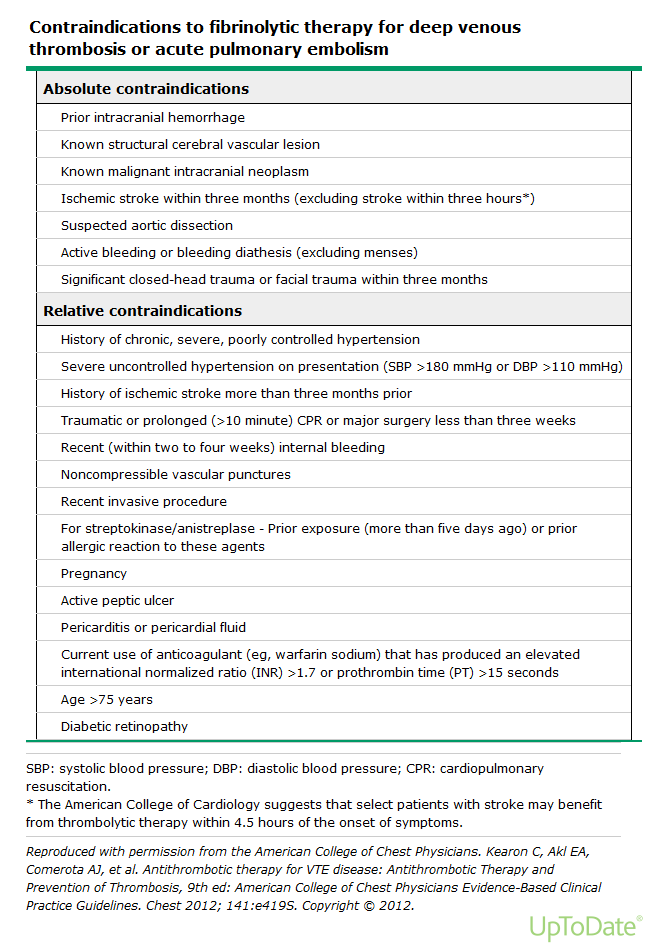 Contraindications to fibrinolytic therapy for deep venous
thrombosis or acute pulmonary embolism
Absolute contraindications
Prior intracranial hemorrhage
Known structural cerebral vascular lesion
Known malignant intracranial neoplasm
Ischemic stroke within three months (excluding stroke within three hours*)
Suspected aortic dissection
Active bleeding or bleeding diathesis (excluding menses)
Significant closed-head trauma or facial trauma within three months
Relative contraindications
History of chronic, severe, poorly controlled hypertension
Severe uncontrolled hypertension on presentation (SBP >180 mmHg or DBP >110 mmHg)
History of ischemic stroke more than three months prior
Traumatic or prolonged (>10 minute) CPR or major surgery less than three weeks
Recent (within two to four weeks) internal bleeding
Noncompressible vascular punctures
Recent invasive procedure
For streptokinase/anistreplase - Prior exposure (more than five days ago) or prior
allergic reaction to these agents
Pregnancy
Active peptic ulcer
Pericarditis or pericardial fluid
Current use of anticoagulant (eg, warfarin sodium) that has produced an elevated
international normalized ratio (INR) >1.7 or prothrombin time (PT) >15 seconds
Age >75 years
Diabetic retinopathy
SBP: systolic blood pressure; DBP: diastolic blood pressure; CPR: cardiopulmonary
resuscitation.
* The American College of Cardiology suggests that select patients with stroke may benefit
from thrombolytic therapy within 4.5 hours of the onset of symptoms.
Reproduced with permission from the American College of Chest Physicians. Kearon C, Akl EA,
Comerota AJ, et al. Antithrombotic therapy for VTE disease: Antithrombotic Therapy and
Prevention of Thrombosis, 9th ed: American College of Chest Physicians Evidence-Based Clinical
Practice Guidelines. Chest 2012; 141:e419S. Copyright © 2012.
UpToDate®